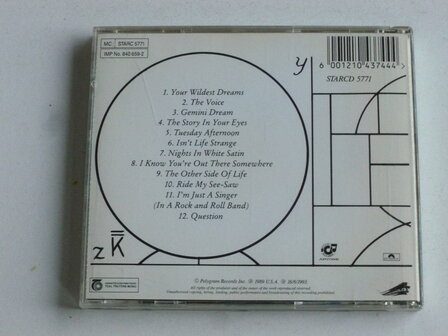 MC STARC 5771
IMP No. 842-559-2
y
6 001210 437444
STARCD 5771
1. Your Wildest Dreams
2. The Voice
3. Gemini Dream
4. The Story In Your Eyes
5. Tuesday Afternoon
6. Isn't Life Strange
7. Nights In White Satin
8. I Know You're Out There Somewhere
9. The Other Side Of Life
10. Ride My See-Saw
11. I'm Just A Singer
(In A Rock and Roll Band)
12. Question
z K
℗ Polygram Records Inc. ℗ 1989 U.S.A.